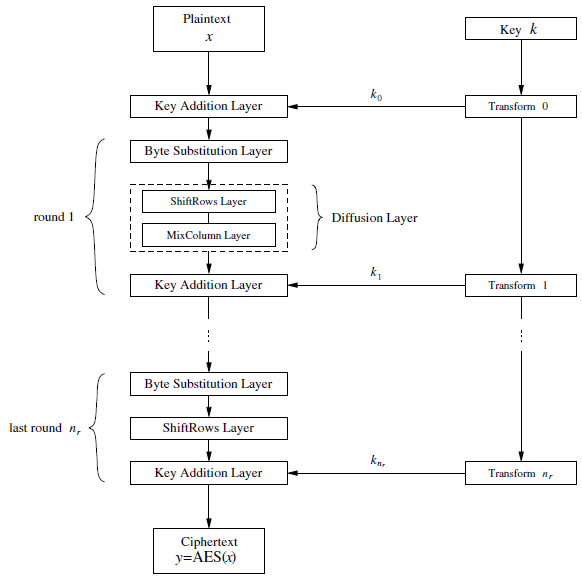 Plaintext
x
Key k
Key Addition Layer
k0
Transform 0
Byte Substitution Layer
ShiftRows Layer
round 1
Diffusion Layer
MixColumn Layer
Key Addition Layer
k1
Transform 1
Byte Substitution Layer
last round nr
ShiftRows Layer
Key Addition Layer
knr
Transform nr
Ciphertext
y=AES(x)